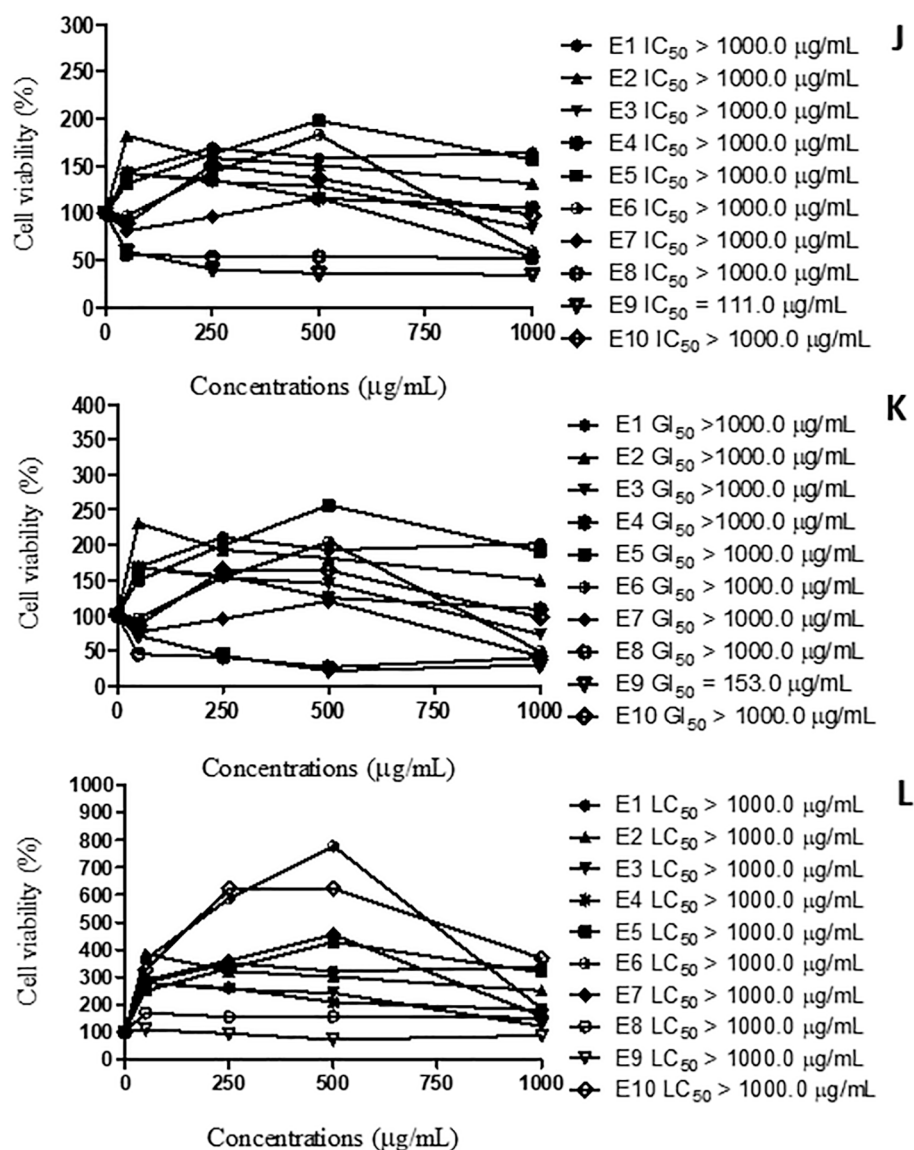 J
300
250
200
150
100
50
0
Cell viability (%)
0 250 500 750 1000
Concentrations (μg/mL)
E1 IC50 > 1000.0 μg/mL
E2 IC50 > 1000.0 μg/mL
E3 IC50 > 1000.0 μg/mL
E4 IC50 > 1000.0 μg/mL
E5 IC50 > 1000.0 μg/mL
E6 IC50 > 1000.0 μg/mL
E7 IC50 > 1000.0 μg/mL
E8 IC50 > 1000.0 μg/mL
E9 IC50 = 111.0 μg/mL
E10 IC50 > 1000.0 μg/mL
K
400
350
300
250
200
150
100
50
0
Cell viability (%)
0 250 500 750 1000
Concentrations (μg/mL)
E1 GI50 >1000.0 μg/mL
E2 GI50 >1000.0 μg/mL
E3 GI50 >1000.0 μg/mL
E4 GI50 >1000.0 μg/mL
E5 GI50 > 1000.0 μg/mL
E6 GI50 > 1000.0 μg/mL
E7 GI50 > 1000.0 μg/mL
E8 GI50 > 1000.0 μg/mL
E9 GI50 = 153.0 μg/mL
E10 GI50 > 1000.0 μg/mL
L
1000
900
800
700
600
500
400
300
200
100
0
Cell viability (%)
0 250 500 750 1000
Concentrations (μg/mL)
E1 LC50 > 1000.0 μg/mL
E2 LC50 > 1000.0 μg/mL
E3 LC50 > 1000.0 μg/mL
E4 LC50 > 1000.0 μg/mL
E5 LC50 > 1000.0 μg/mL
E6 LC50 > 1000.0 μg/mL
E7 LC50 > 1000.0 μg/mL
E8 LC50 > 1000.0 μg/mL
E9 LC50 > 1000.0 μg/mL
E10 LC50 > 1000.0 μg/mL